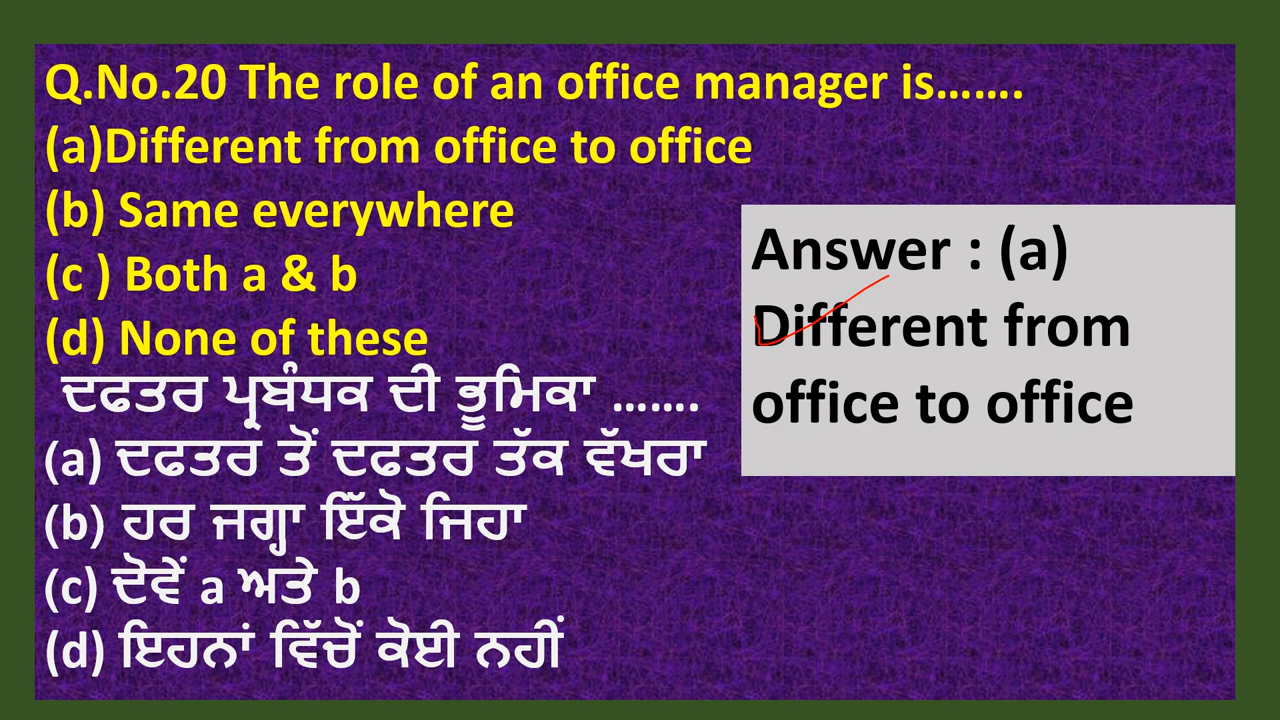 Q.No.20 The role of an office manager is…….
(a)Different from office to office
(b) Same everywhere
(c ) Both a & b
(d) None of these
ਦਫਤਰ ਪ੍ਰਬੰਧਕ ਦੀ ਭੂਮਿਕਾ …….
(a) ਦਫਤਰ ਤੋਂ ਦਫਤਰ ਤੱਕ ਵੱਖਰਾ
(b) ਹਰ ਜਗ੍ਹਾ ਇੱਕੋ ਜਿਹਾ
(c) ਦੋਵੇਂ a ਅਤੇ b
(d) ਇਹਨਾਂ ਵਿੱਚੋਂ ਕੋਈ ਨਹੀਂ
Answer : (a)
Different from
office to office